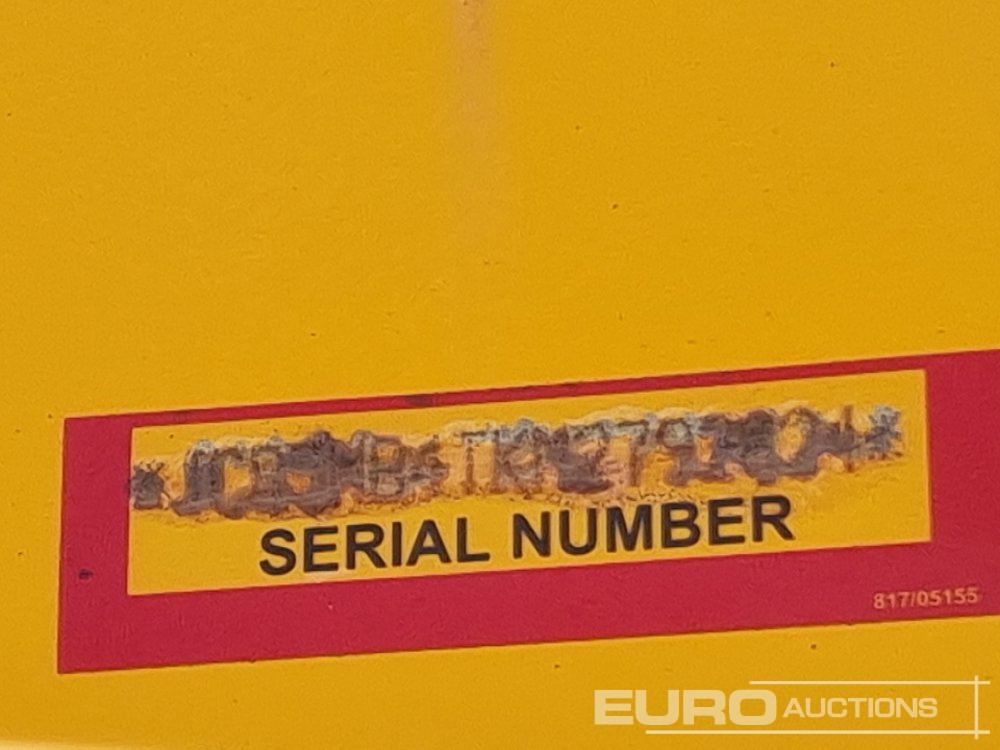 SERIAL NUMBER
817/05155
EURO AUCTIONS